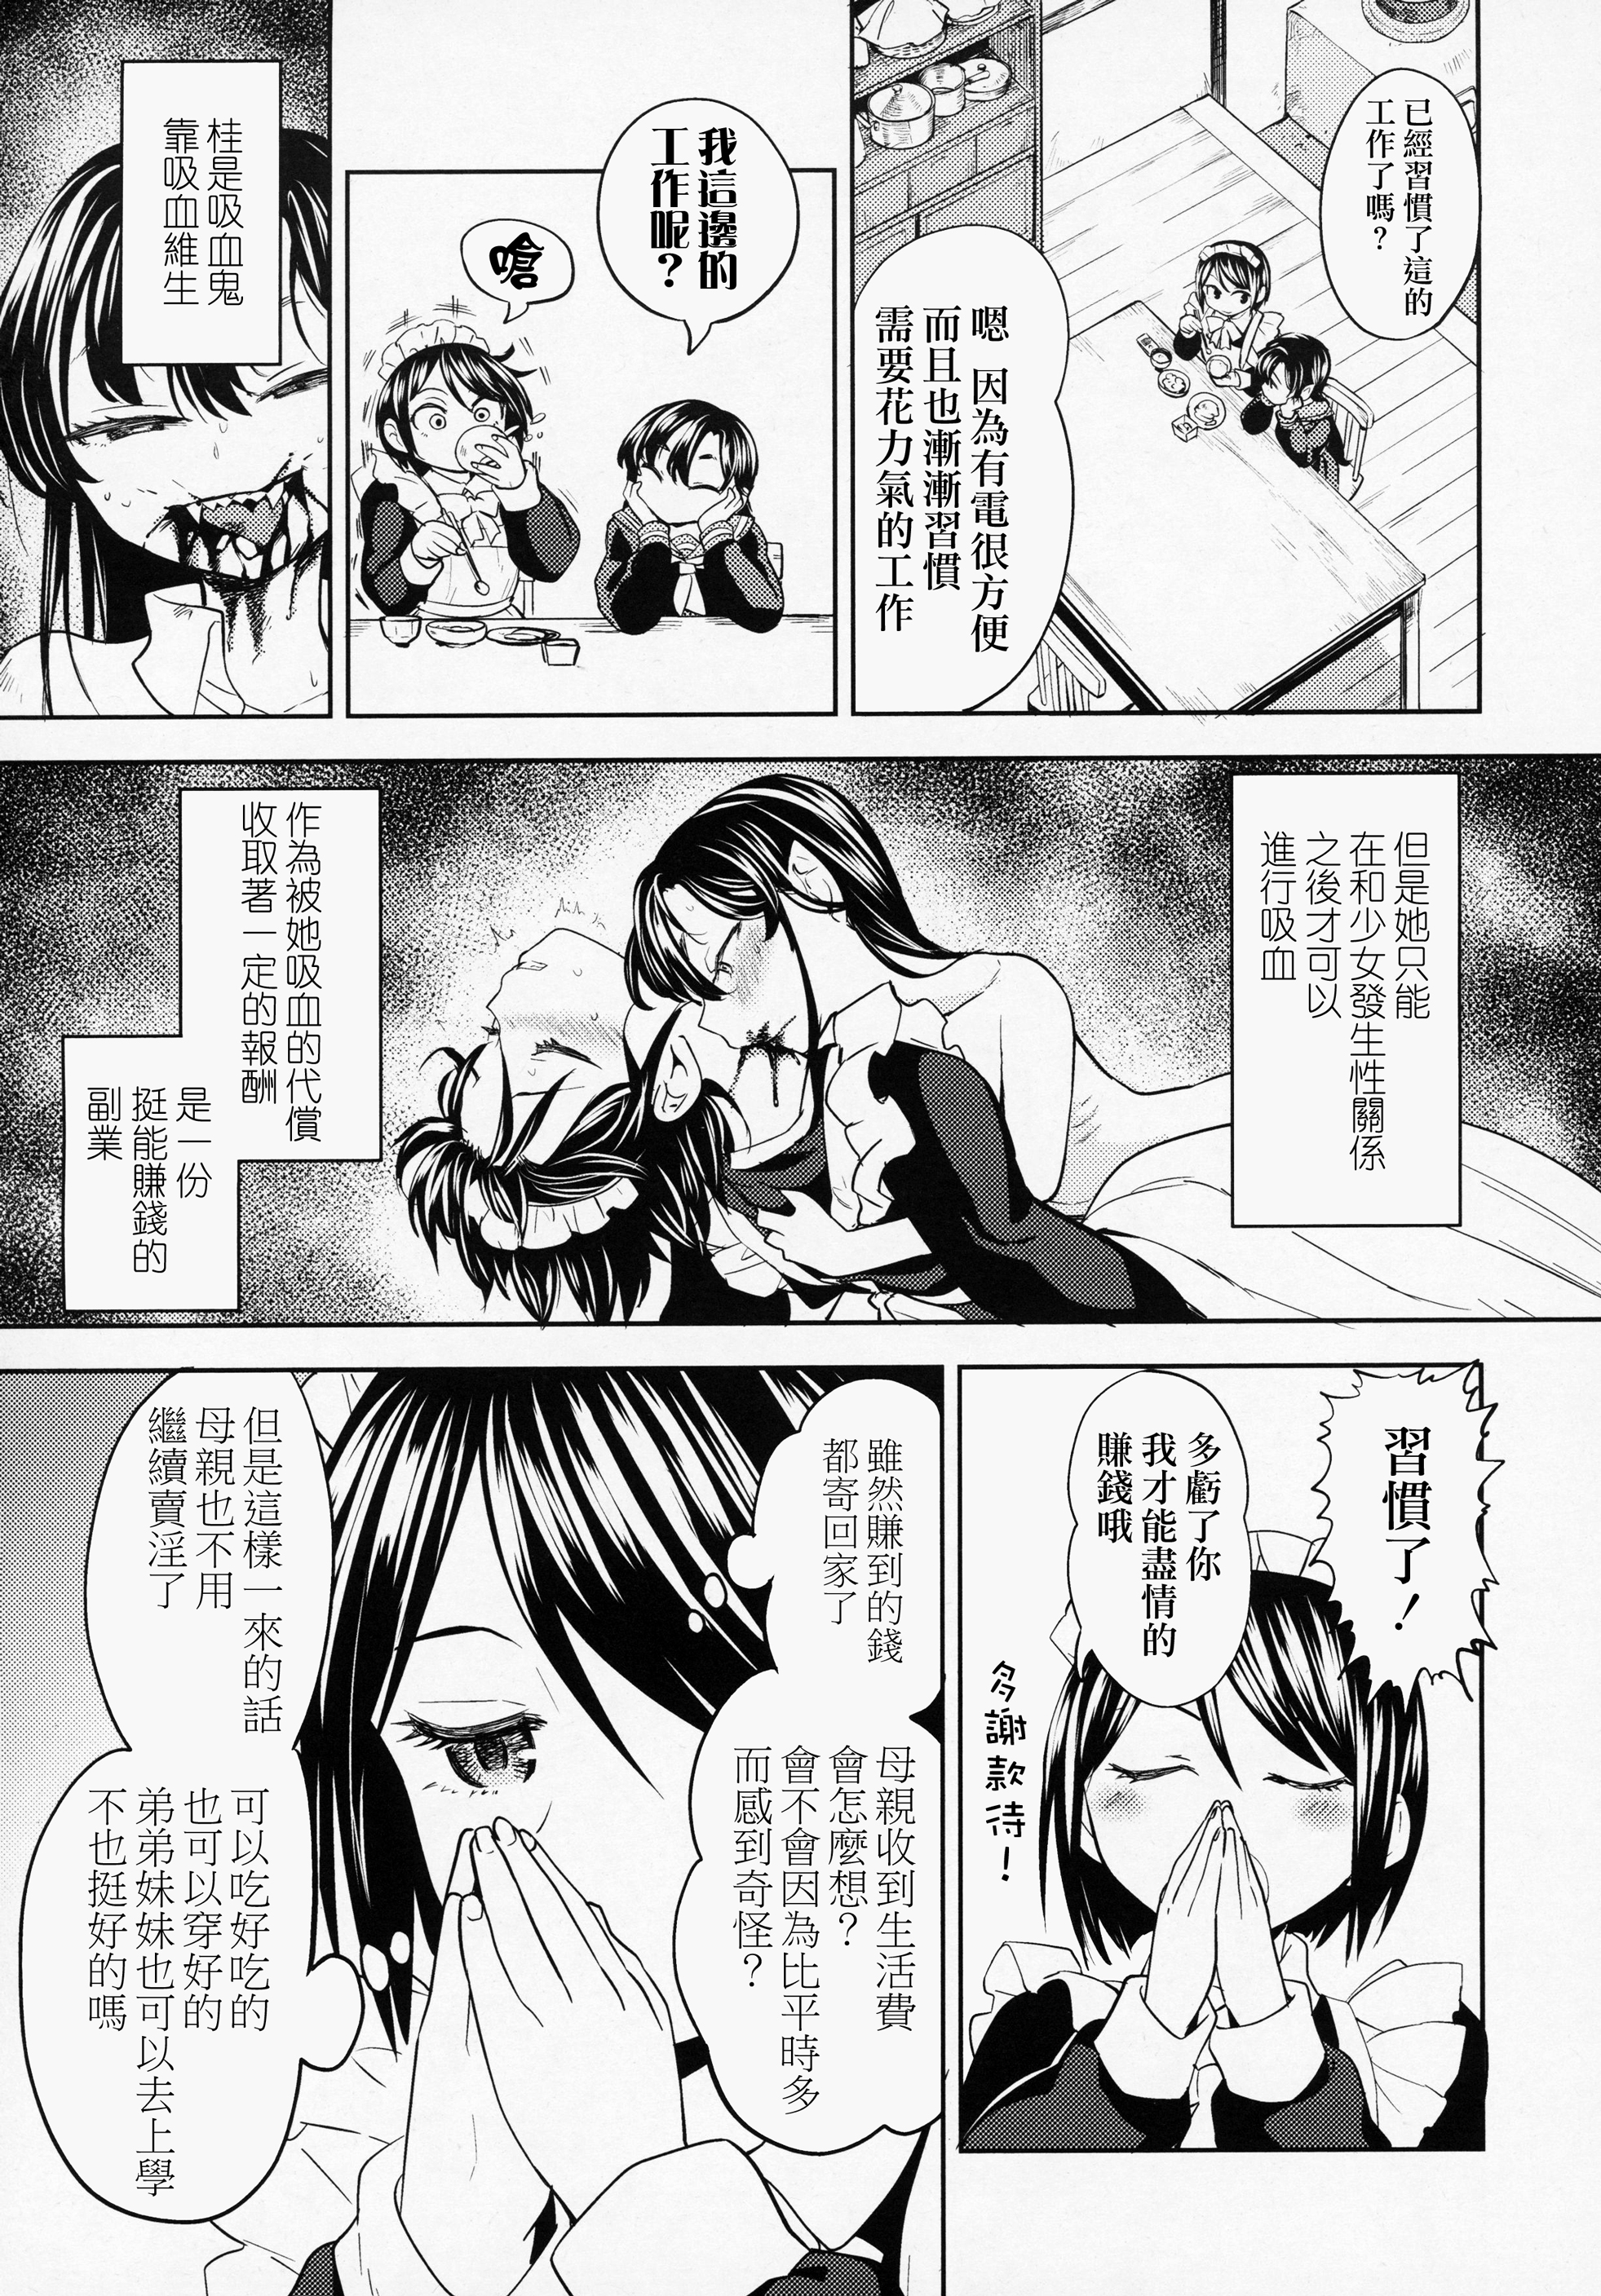 已經習慣了這的
工作了嗎？
嗯 因為有電很方便
而且也漸漸習慣
需要花力氣的工作
我這邊的
工作呢？
嗆
桂是吸血鬼
靠吸血維生
但是她只能
在和少女發生性關係
之後才可以
進行吸血
作為被她吸血的代償
收取著一定的報酬
是一份
挺能賺錢的
副業
習慣了！
多虧了你
我才能盡情的
賺錢哦
多謝款待！
雖然賺到的錢
都寄回家了
母親收到生活費
會怎麼想？
會不會因為比平時多
而感到奇怪？
但是這樣一來的話
母親也不用
繼續賣淫了
可以吃好吃的
也可以穿好的
弟弟妹妹也可以去上學
不也挺好的嗎